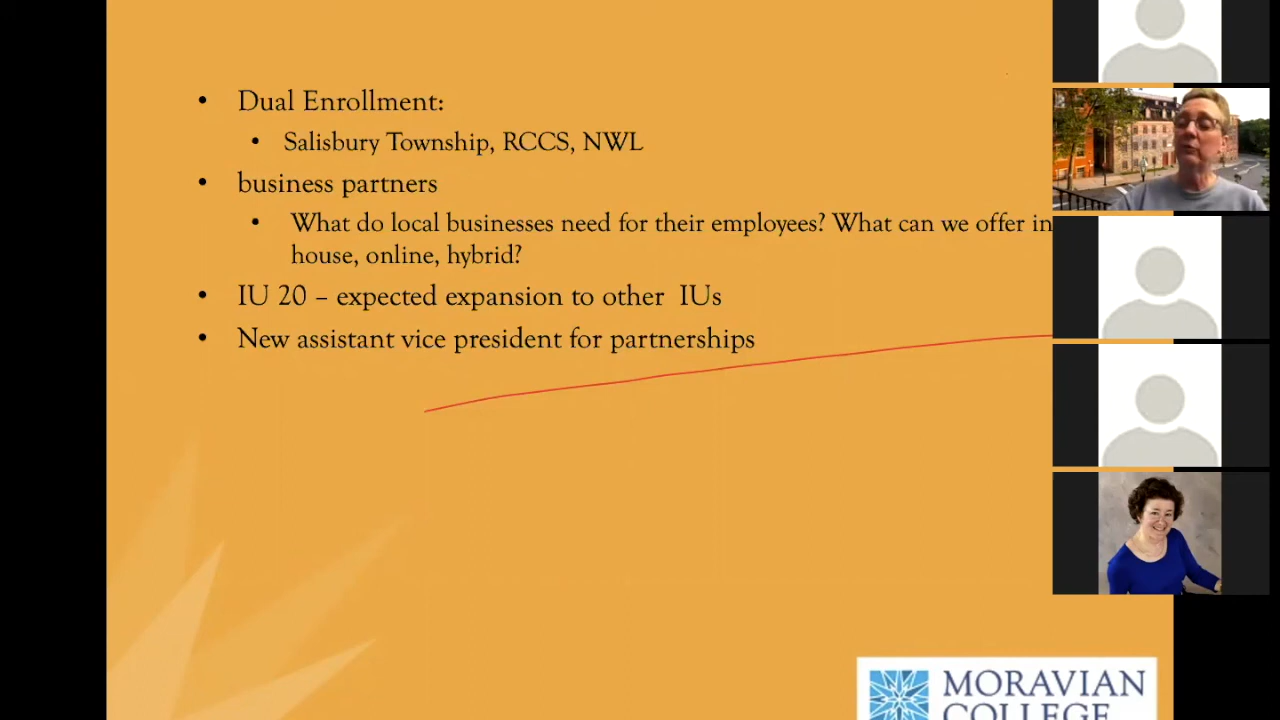 Dual Enrollment:
Salisbury Township, RCCS, NWL
business partners
What do local businesses need for their employees? What can we offer in
house, online, hybrid?
IU 20 – expected expansion to other IUs
New assistant vice president for partnerships
MORAVIAN
COLLEGE